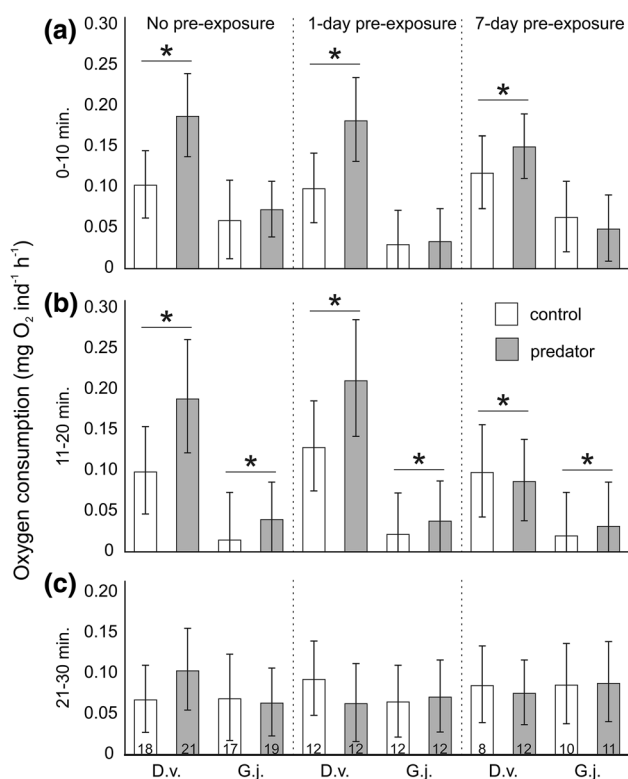 (a) No pre-exposure 1-day pre-exposure 7-day pre-exposure
0.30
0.25
0.20
0.15
0.10
0.05
0
* * *
0-10 min.
(b)
0.30
0.25
0.20
0.15
0.10
0.05
0
* * * * * *
control
predator
11-20 min.
Oxygen consumption (mg O₂ ind⁻¹ h⁻¹)
(c)
0.20
0.15
0.10
0.05
0
21-30 min.
18 21 17 19 12 12 12 12 8 12 10 11
D.v. G.j. D.v. G.j. D.v. G.j.